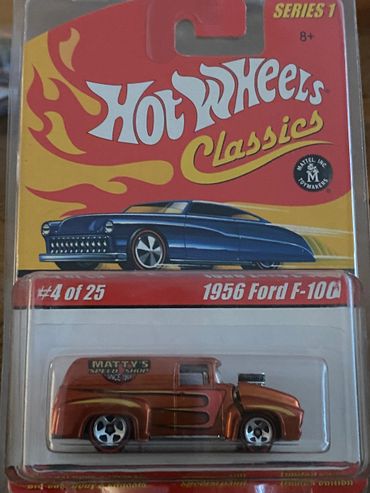 SERIES 1
8+
Hot Wheels
Classics
MATTEL, INC.
M
TOYMAKERS
#4 of 25
1956 Ford F-100
MATTY'S
SPEED SHOP